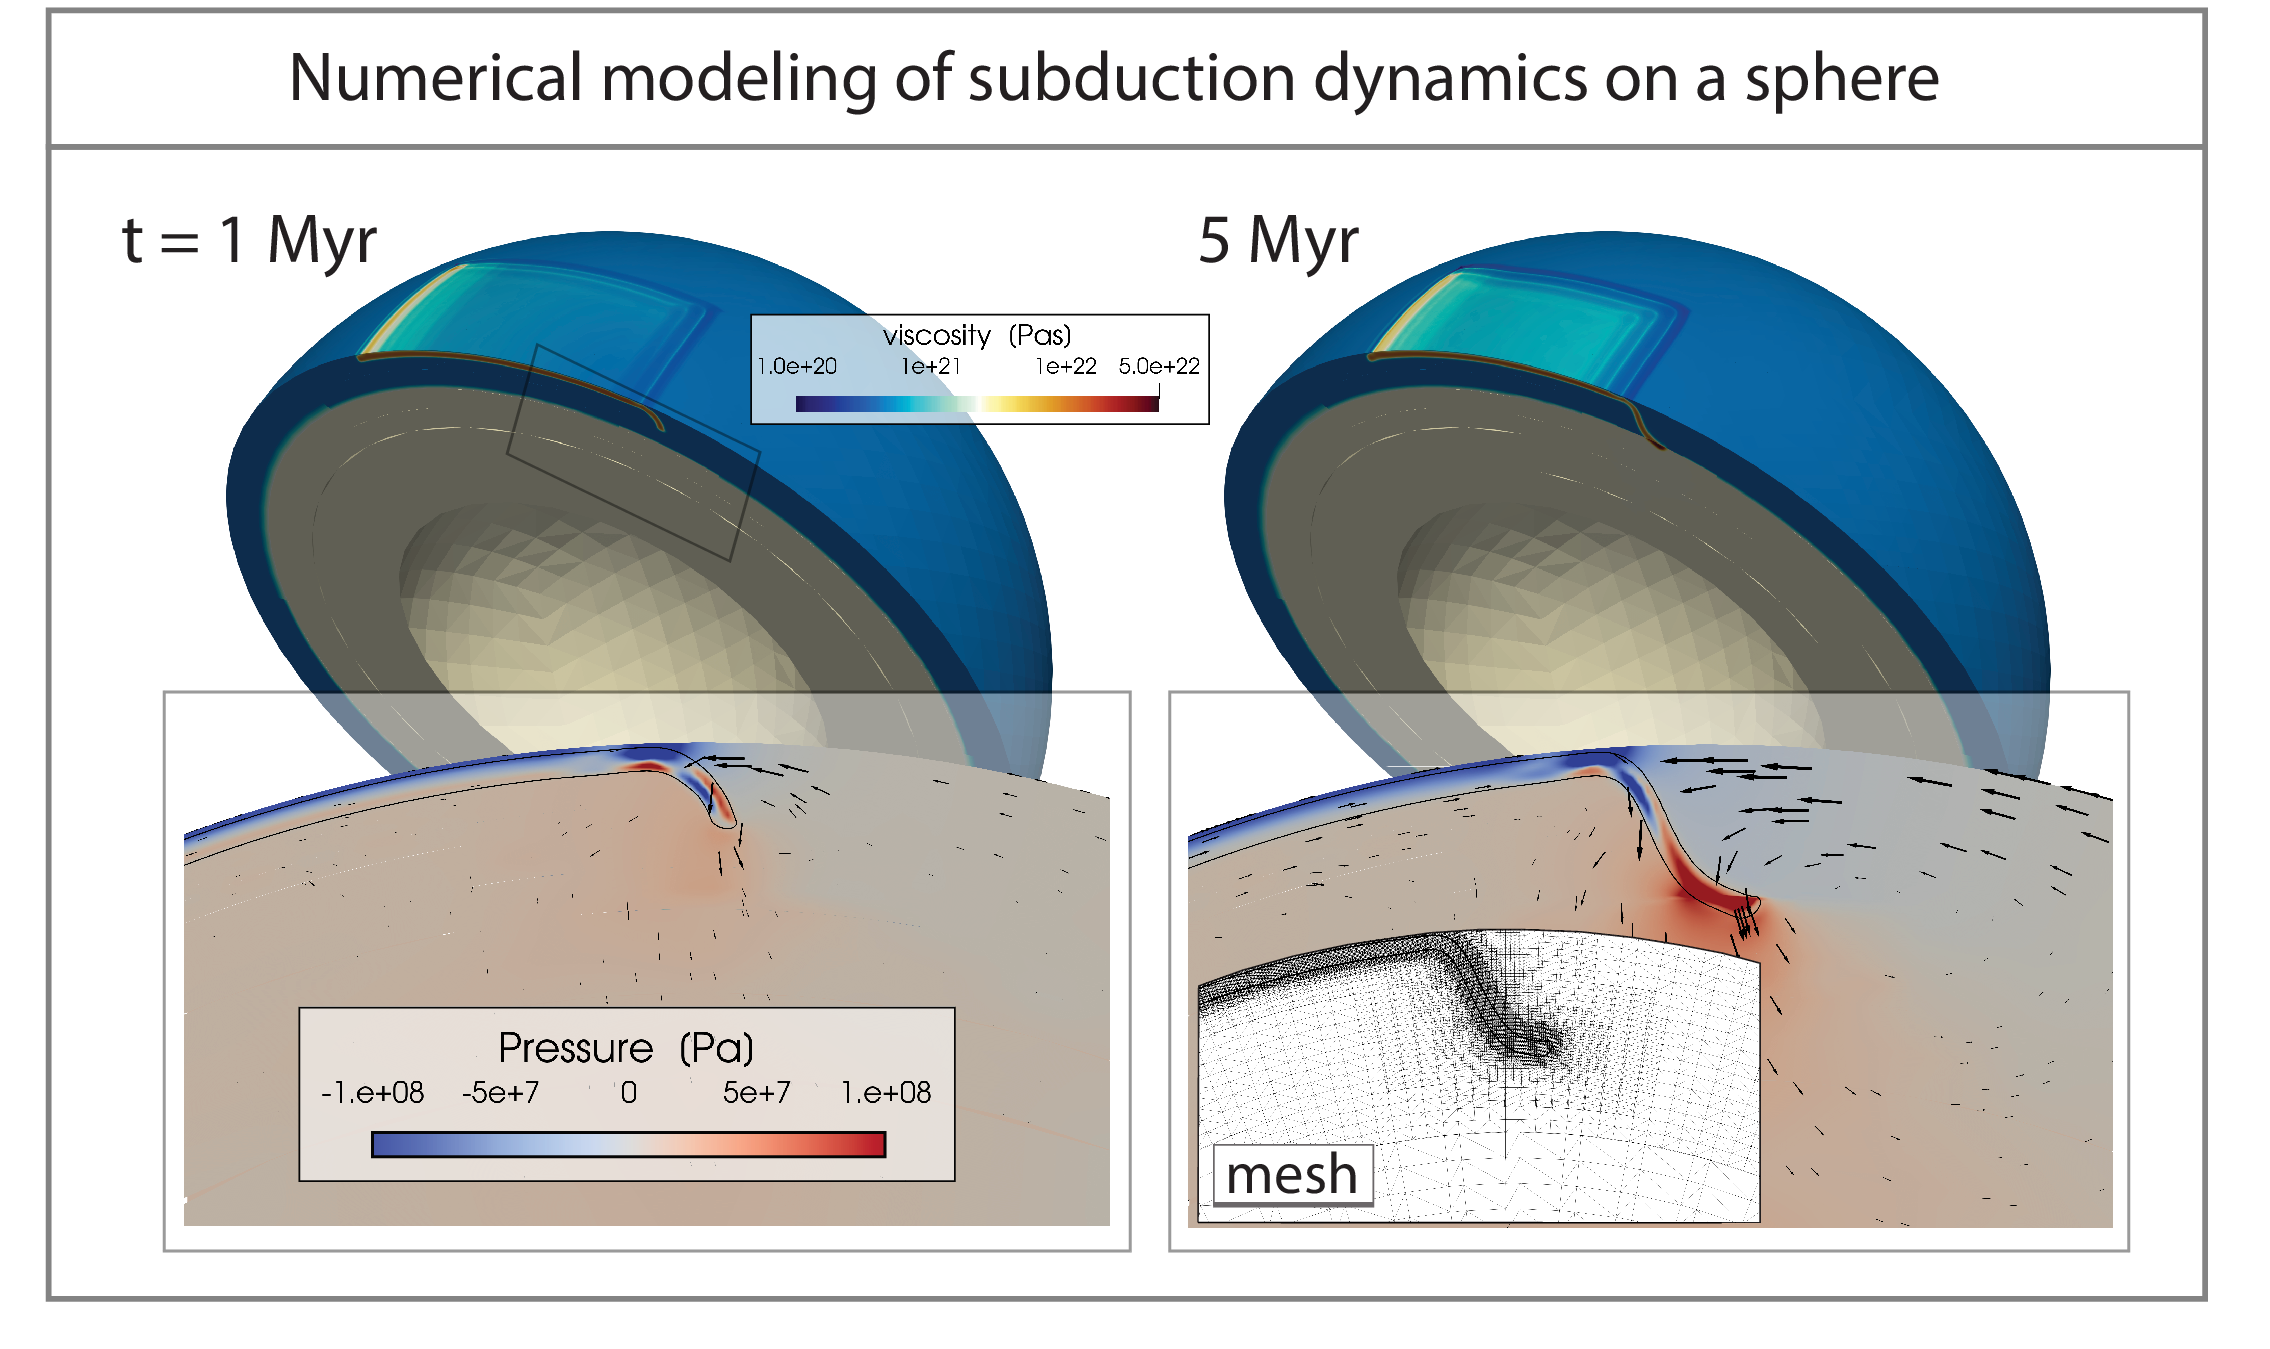 Numerical modeling of subduction dynamics on a sphere
t = 1 Myr
5 Myr
viscosity (Pas)
1.0e+20 1e+21 1e+22 5.0e+22
Pressure (Pa)
-1.e+08 -5e+7 0 5e+7 1.e+08
mesh